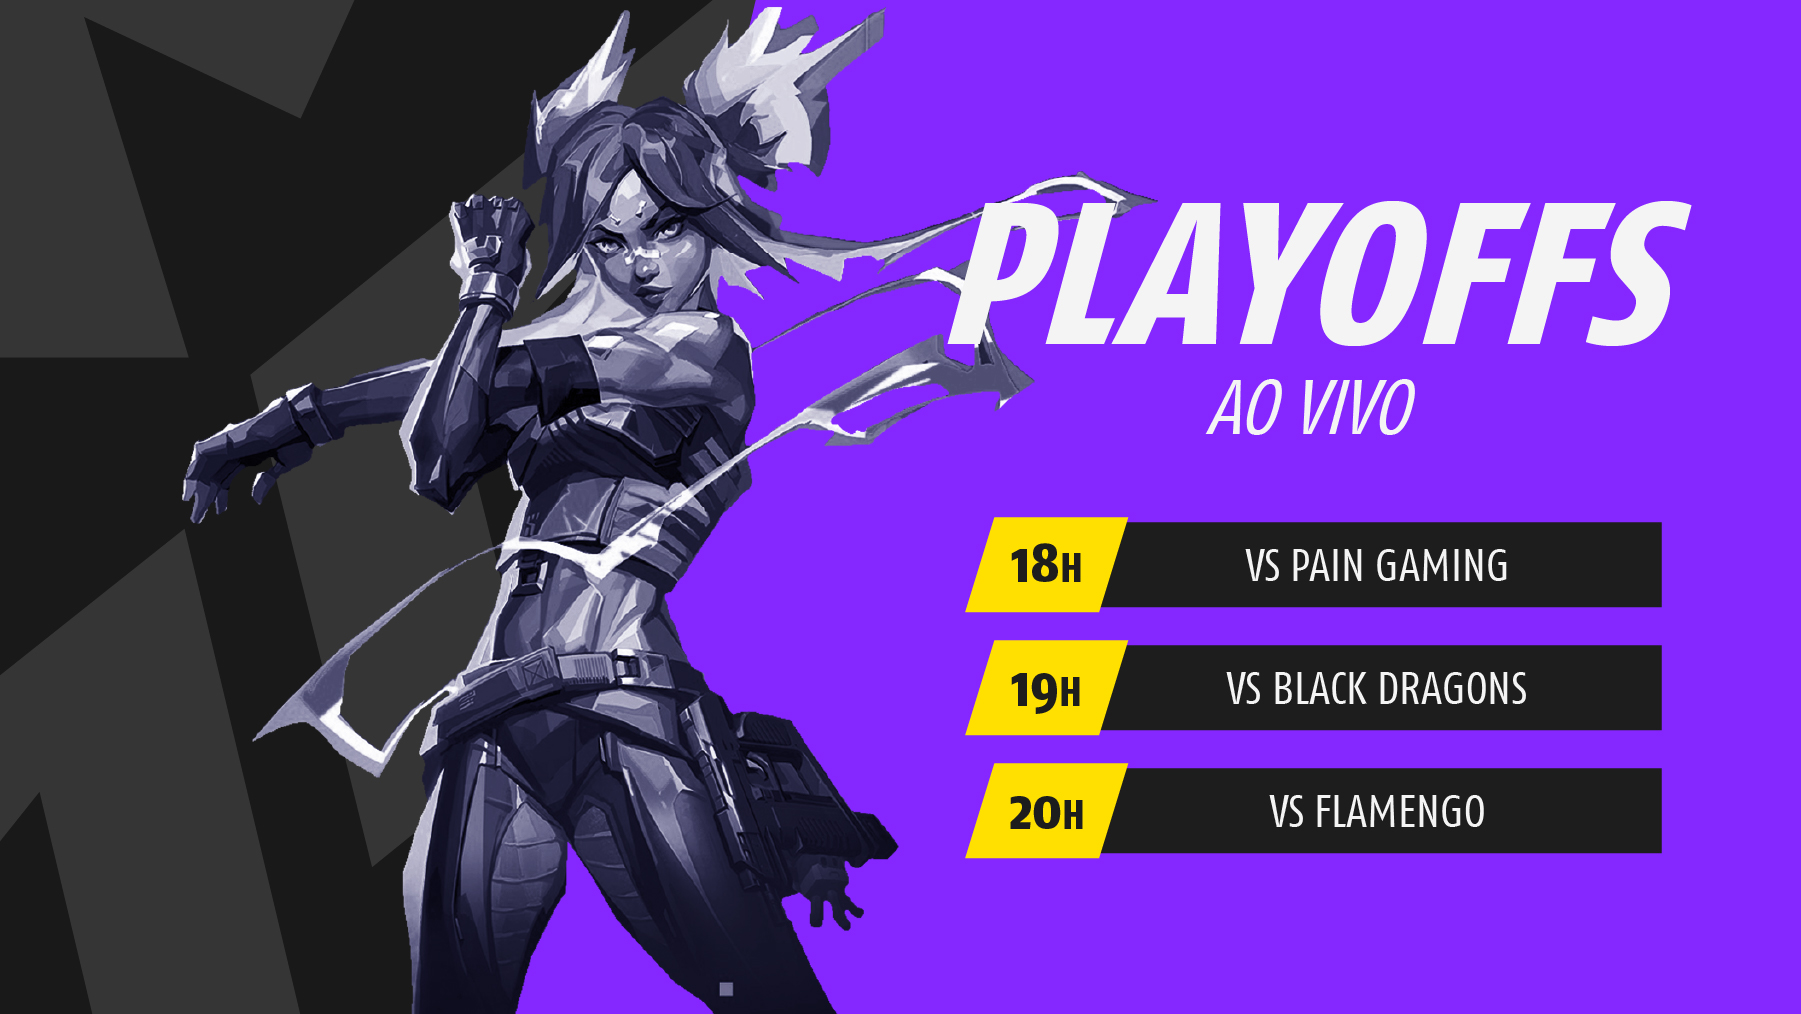 PLAYOFFS
AO VIVO
18H VS PAIN GAMING
19H VS BLACK DRAGONS
20H VS FLAMENGO